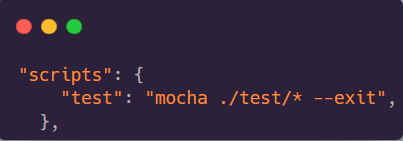 "scripts": {
"test": "mocha ./test/* --exit",
},